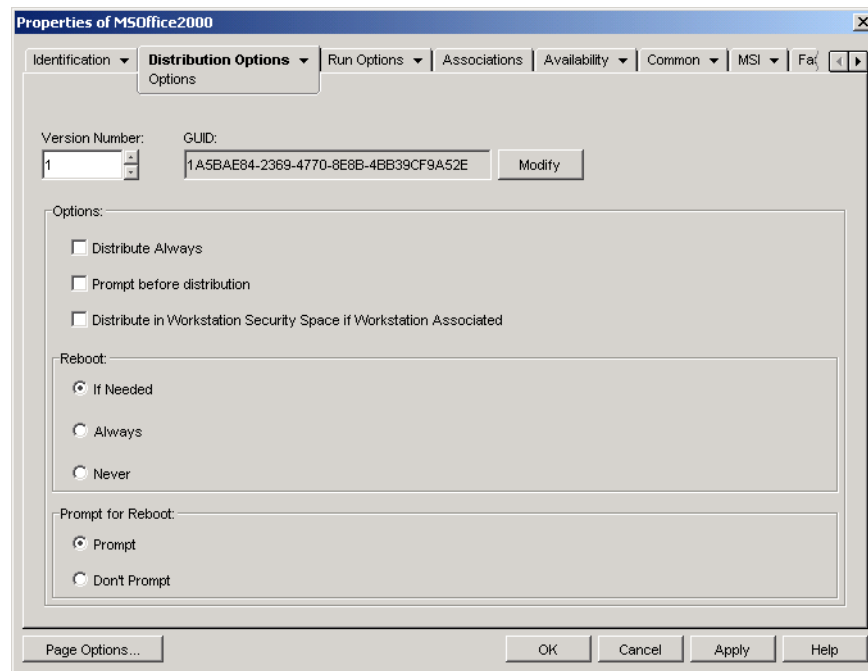 Properties of MSOffice2000
Identification Distribution Options Run Options Associations Availability Common MSI
Options
Version Number: GUID:
1 1A5BAE84-2369-4770-8E8B-4BB39CF9A52E Modify
Options:
Distribute Always
Prompt before distribution
Distribute in Workstation Security Space if Workstation Associated
Reboot:
If Needed
Always
Never
Prompt for Reboot:
Prompt
Don't Prompt
Page Options... OK Cancel Apply Help